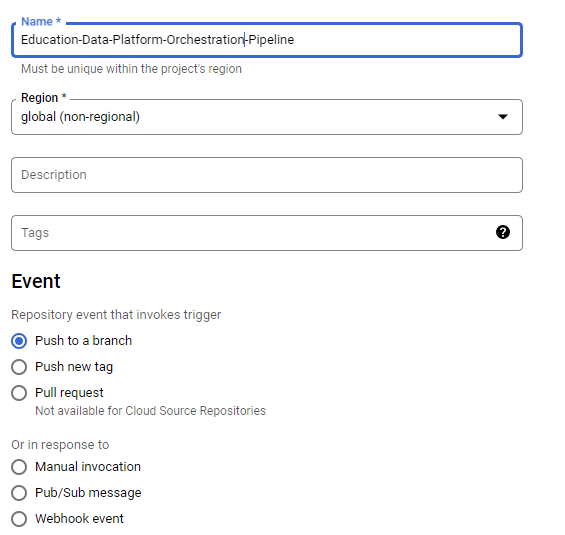 Name *
Education-Data-Platform-Orchestration-Pipeline
Must be unique within the project's region
Region *
global (non-regional)
Description
Tags
?
Event
Repository event that invokes trigger
Push to a branch
Push new tag
Pull request
Not available for Cloud Source Repositories
Or in response to
Manual invocation
Pub/Sub message
Webhook event